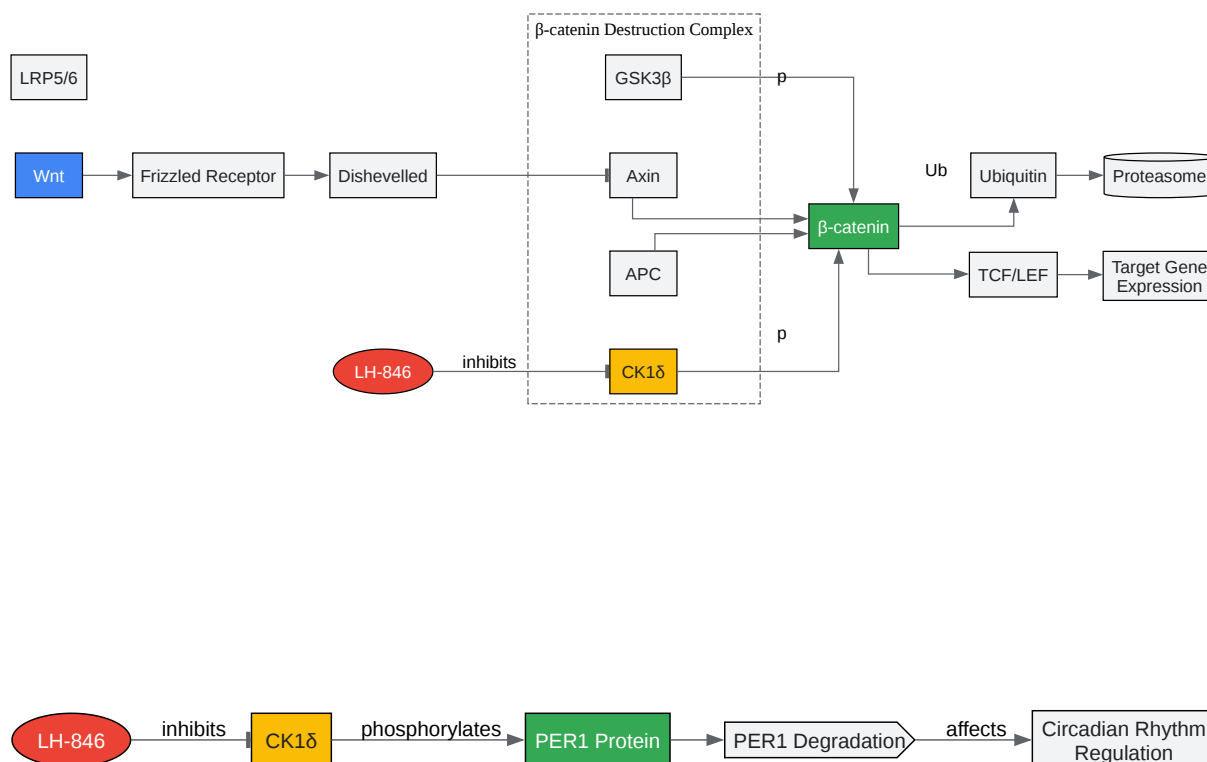 β-catenin Destruction Complex
LRP5/6
GSK3β
p
Wnt
Frizzled Receptor
Dishevelled
Axin
Ub
Ubiquitin
Proteasome
β-catenin
APC
TCF/LEF
Target Gene
Expression
p
LH-846
inhibits
CK1δ
LH-846
inhibits
CK1δ
phosphorylates
PER1 Protein
PER1 Degradation
affects
Circadian Rhythm
Regulation